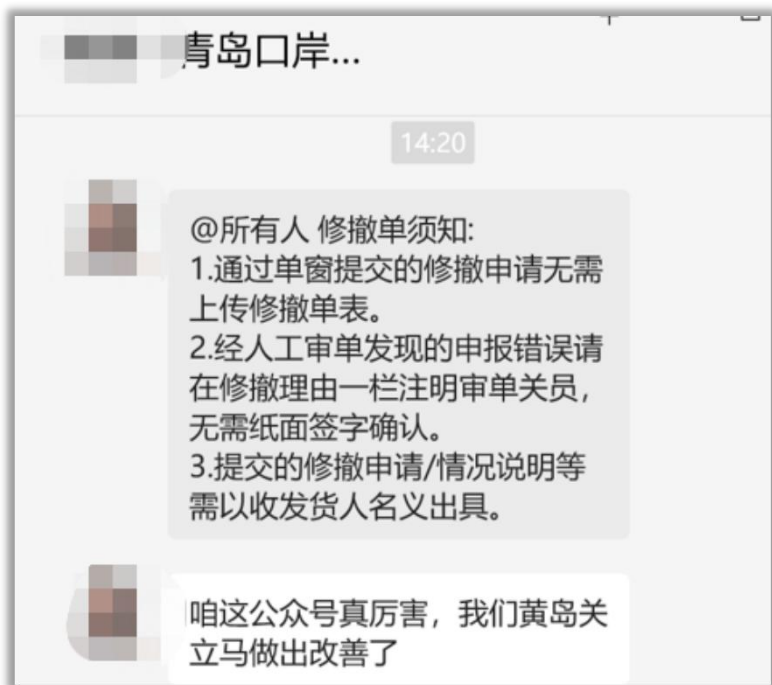 青岛口岸...
14:20
@所有人 修撤单须知:
1.通过单窗提交的修撤申请无需
上传修撤单表。
2.经人工审单发现的申报错误请
在修撤理由一栏注明审单关员，
无需纸面签字确认。
3.提交的修撤申请/情况说明等
需以收发货人名义出具。
咱这公众号真厉害，我们黄岛关
立马做出改善了